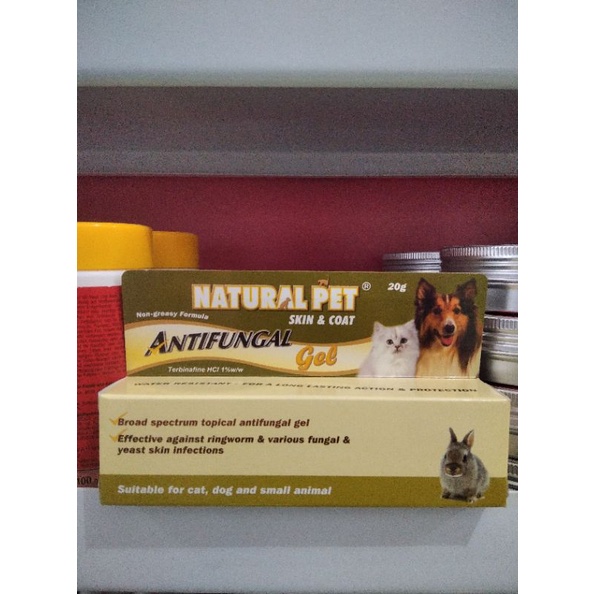 NATURAL PET ®
20g
SKIN & COAT
Non-greasy Formula
ANTIFUNGAL
Gel
Terbinafine HCl 1%w/w
WATER RESISTANT - FOR A LONG LASTING ACTION & PROTECTION
Broad spectrum topical antifungal gel
Effective against ringworm & various fungal &
yeast skin infections
Suitable for cat, dog and small animal